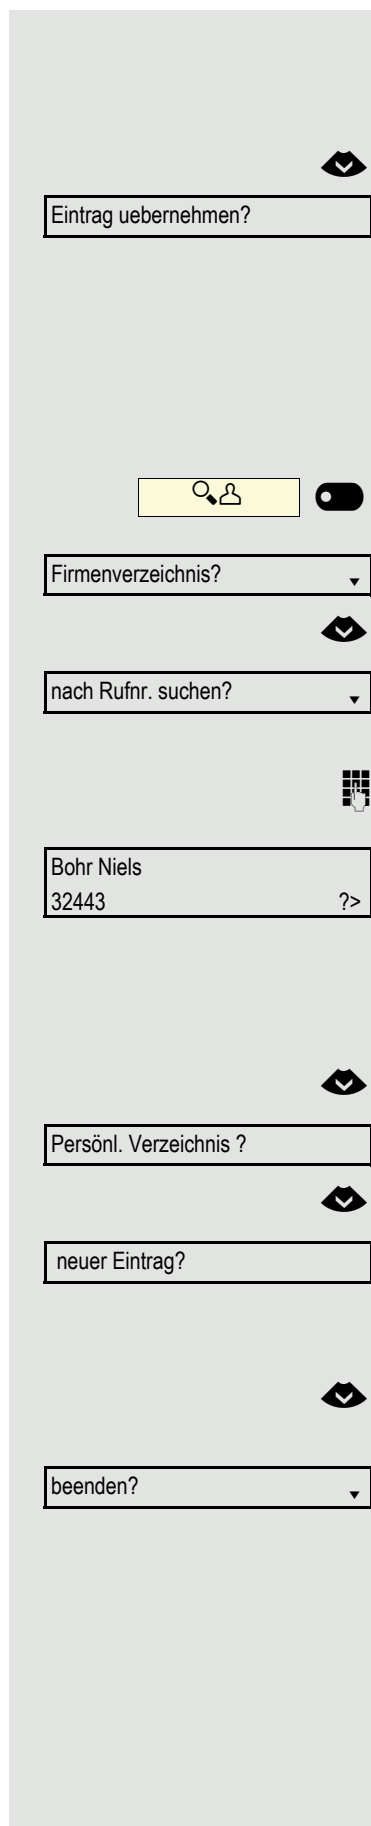 Eintrag uebernehmen?
Firmenverzeichnis?
nach Rufnr. suchen?
Bohr Niels
32443 ?>
Persönl. Verzeichnis ?
neuer Eintrag?
beenden?